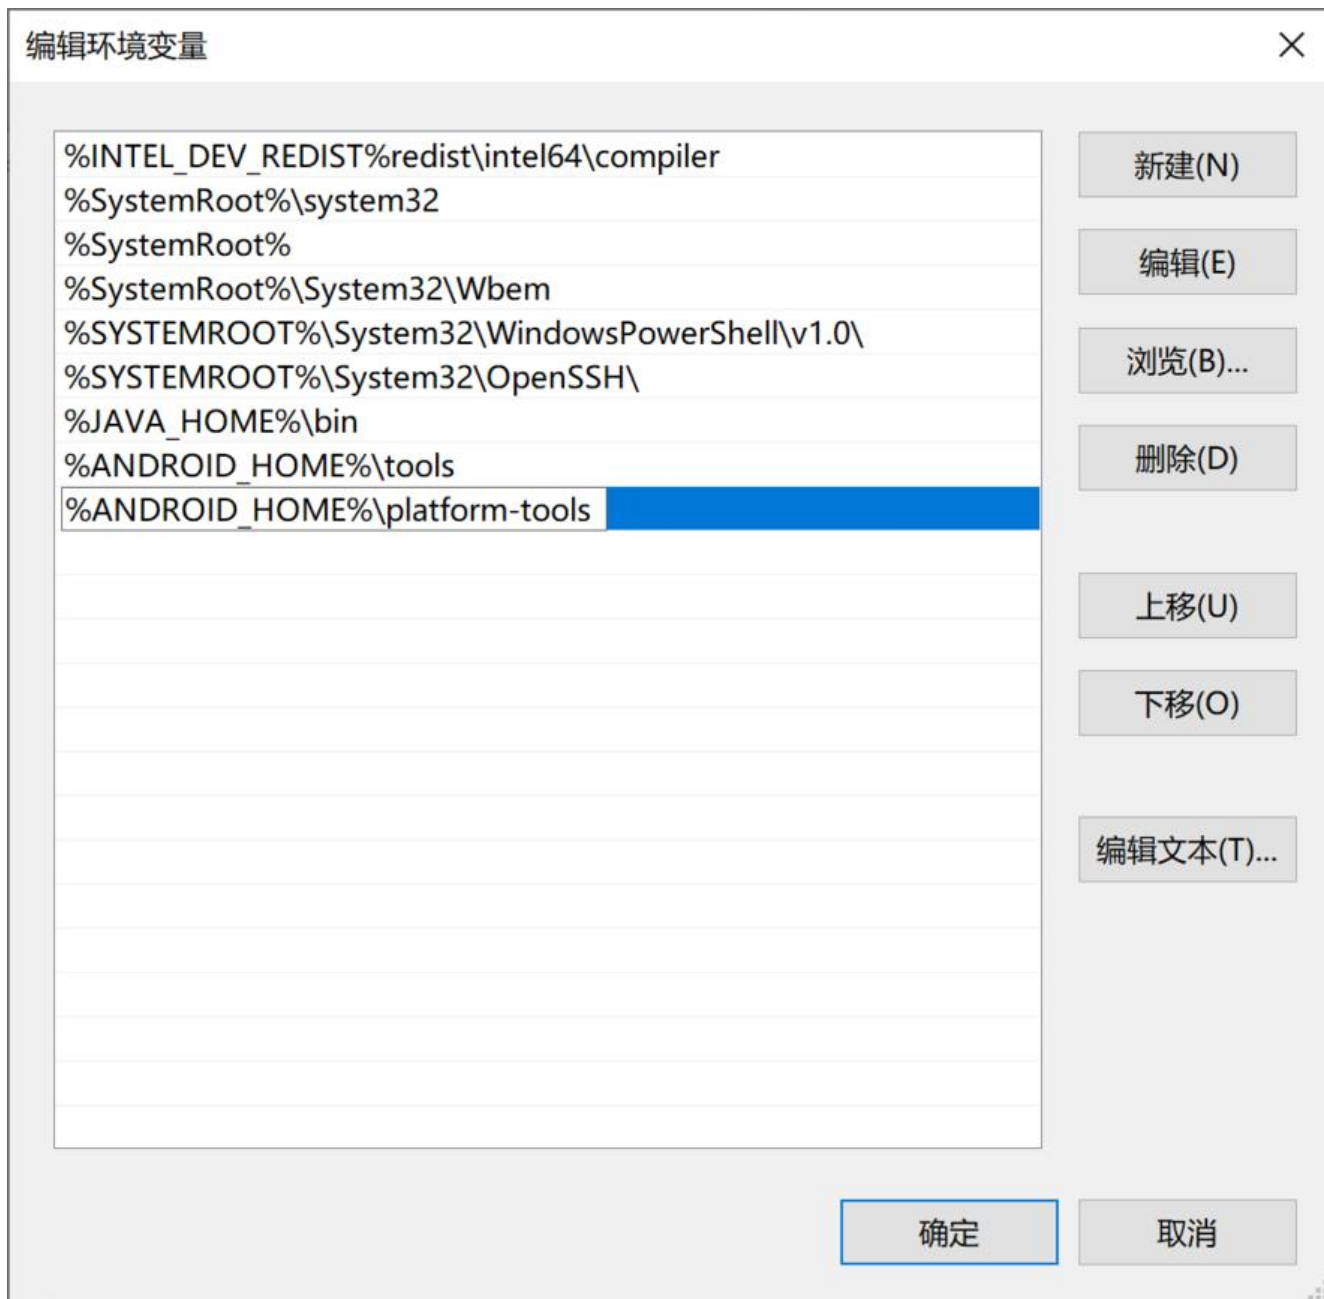 编辑环境变量
%INTEL_DEV_REDIST%redist\intel64\compiler
%SystemRoot%\system32
%SystemRoot%
%SystemRoot%\System32\Wbem
%SYSTEMROOT%\System32\WindowsPowerShell\v1.0\
%SYSTEMROOT%\System32\OpenSSH\
%JAVA_HOME%\bin
%ANDROID_HOME%\tools
%ANDROID_HOME%\platform-tools
新建(N)
编辑(E)
浏览(B)...
删除(D)
上移(U)
下移(O)
编辑文本(T)...
确定
取消